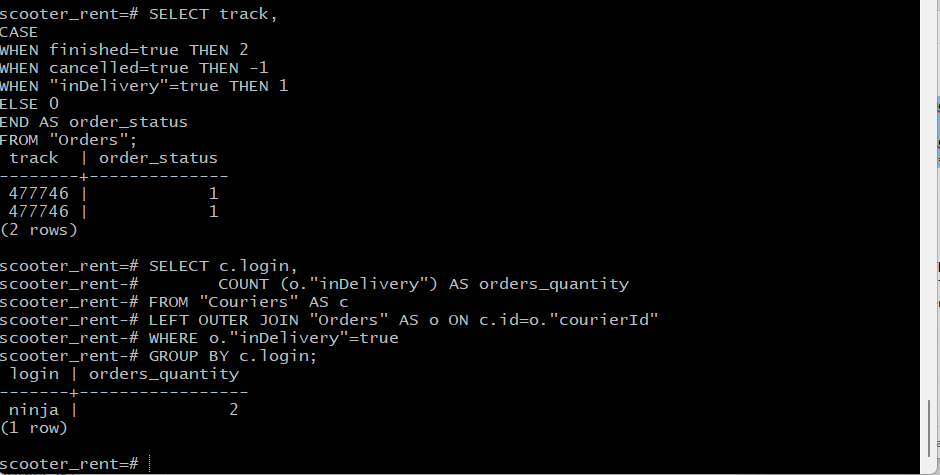 scooter_rent=# SELECT track,
CASE
WHEN finished=true THEN 2
WHEN cancelled=true THEN -1
WHEN "inDelivery"=true THEN 1
ELSE 0
END AS order_status
FROM "Orders";
 track  | order_status
--------+--------------
 477746 |            1
 477746 |            1
(2 rows)

scooter_rent=# SELECT c.login,
scooter_rent-#        COUNT (o."inDelivery") AS orders_quantity
scooter_rent-# FROM "Couriers" AS c
scooter_rent-# LEFT OUTER JOIN "Orders" AS o ON c.id=o."courierId"
scooter_rent-# WHERE o."inDelivery"=true
scooter_rent-# GROUP BY c.login;
 login | orders_quantity
-------+-----------------
 ninja |               2
(1 row)

scooter_rent=#